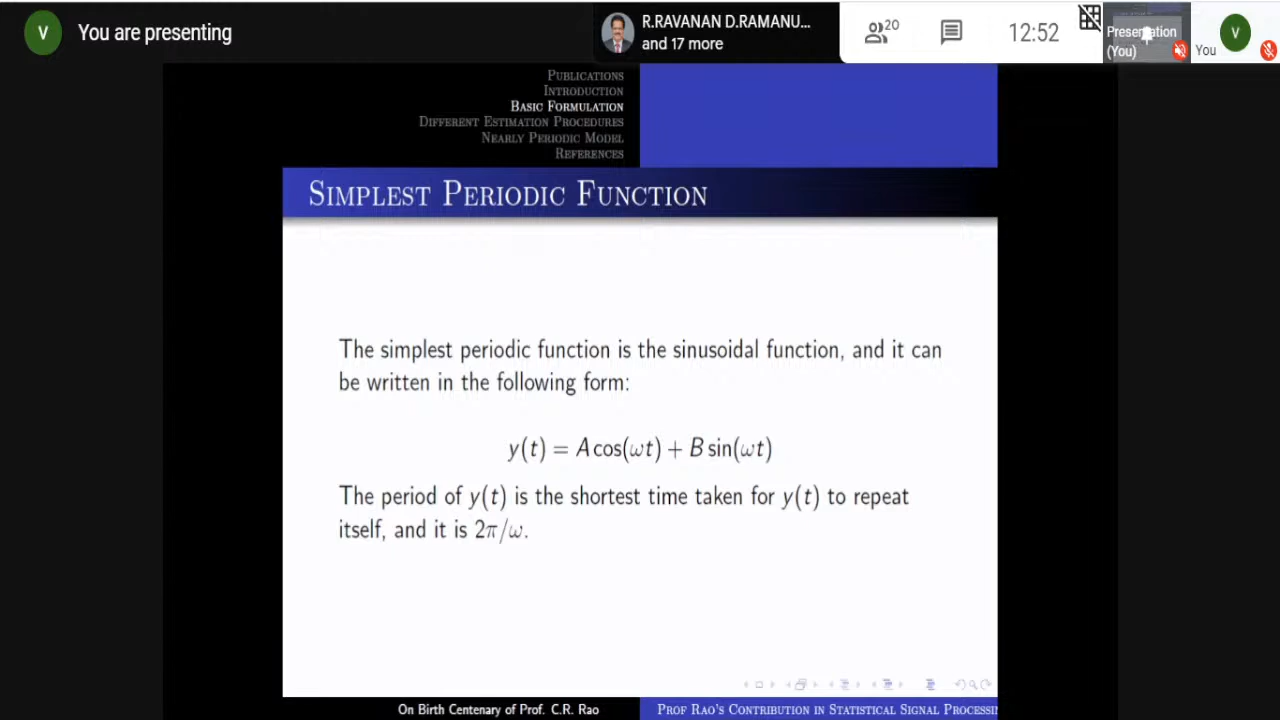 V
You are presenting
R.RAVANAN D.RAMANU...
and 17 more
20
12:52
Presentation
(You)
You
V
PUBLICATIONS
INTRODUCTION
BASIC FORMULATION
DIFFERENT ESTIMATION PROCEDURES
NEARLY PERIODIC MODEL
REFERENCES
SIMPLEST PERIODIC FUNCTION
The simplest periodic function is the sinusoidal function, and it can
be written in the following form:
y(t) = A cos(ωt) + B sin(ωt)
The period of y(t) is the shortest time taken for y(t) to repeat
itself, and it is 2π/ω.
On Birth Centenary of Prof. C.R. Rao
PROF RAO'S CONTRIBUTION IN STATISTICAL SIGNAL PROCESSIN